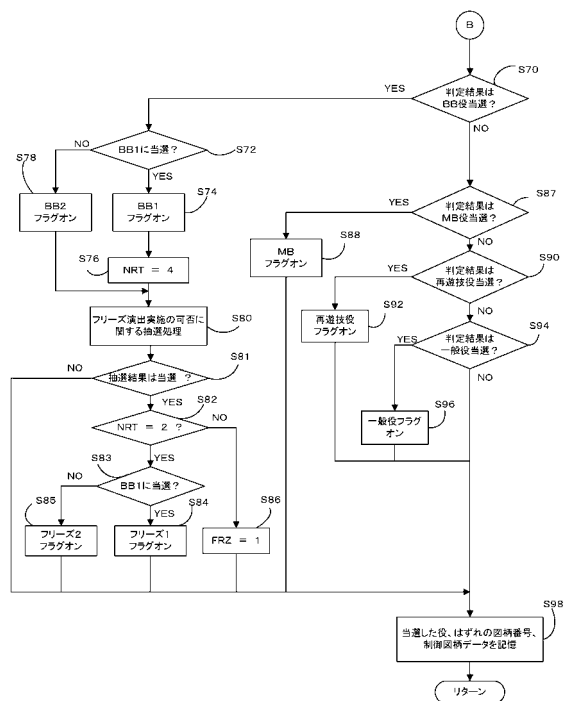 B
S70
判定結果は
BB役当選?
YES
NO
BB1に当選?
S72
NO
YES
S78
BB2
フラグオン
S74
BB1
フラグオン
S76
NRT = 4
S80
フリーズ演出実施の可否に
関する抽選処理
S81
抽選結果は当選 ?
NO
YES
S82
NRT = 2 ?
NO
YES
S83
BB1に当選?
NO
YES
S85
フリーズ2
フラグオン
S84
フリーズ1
フラグオン
S86
FRZ = 1
S87
判定結果は
MB役当選?
YES
NO
S88
MB
フラグオン
S90
判定結果は
再遊技役当選?
YES
NO
S92
再遊技役
フラグオン
S94
判定結果は
一般役当選?
YES
NO
S96
一般役フラグ
オン
S98
当選した役、はずれの図柄番号、
制御図柄データを記憶
リターン